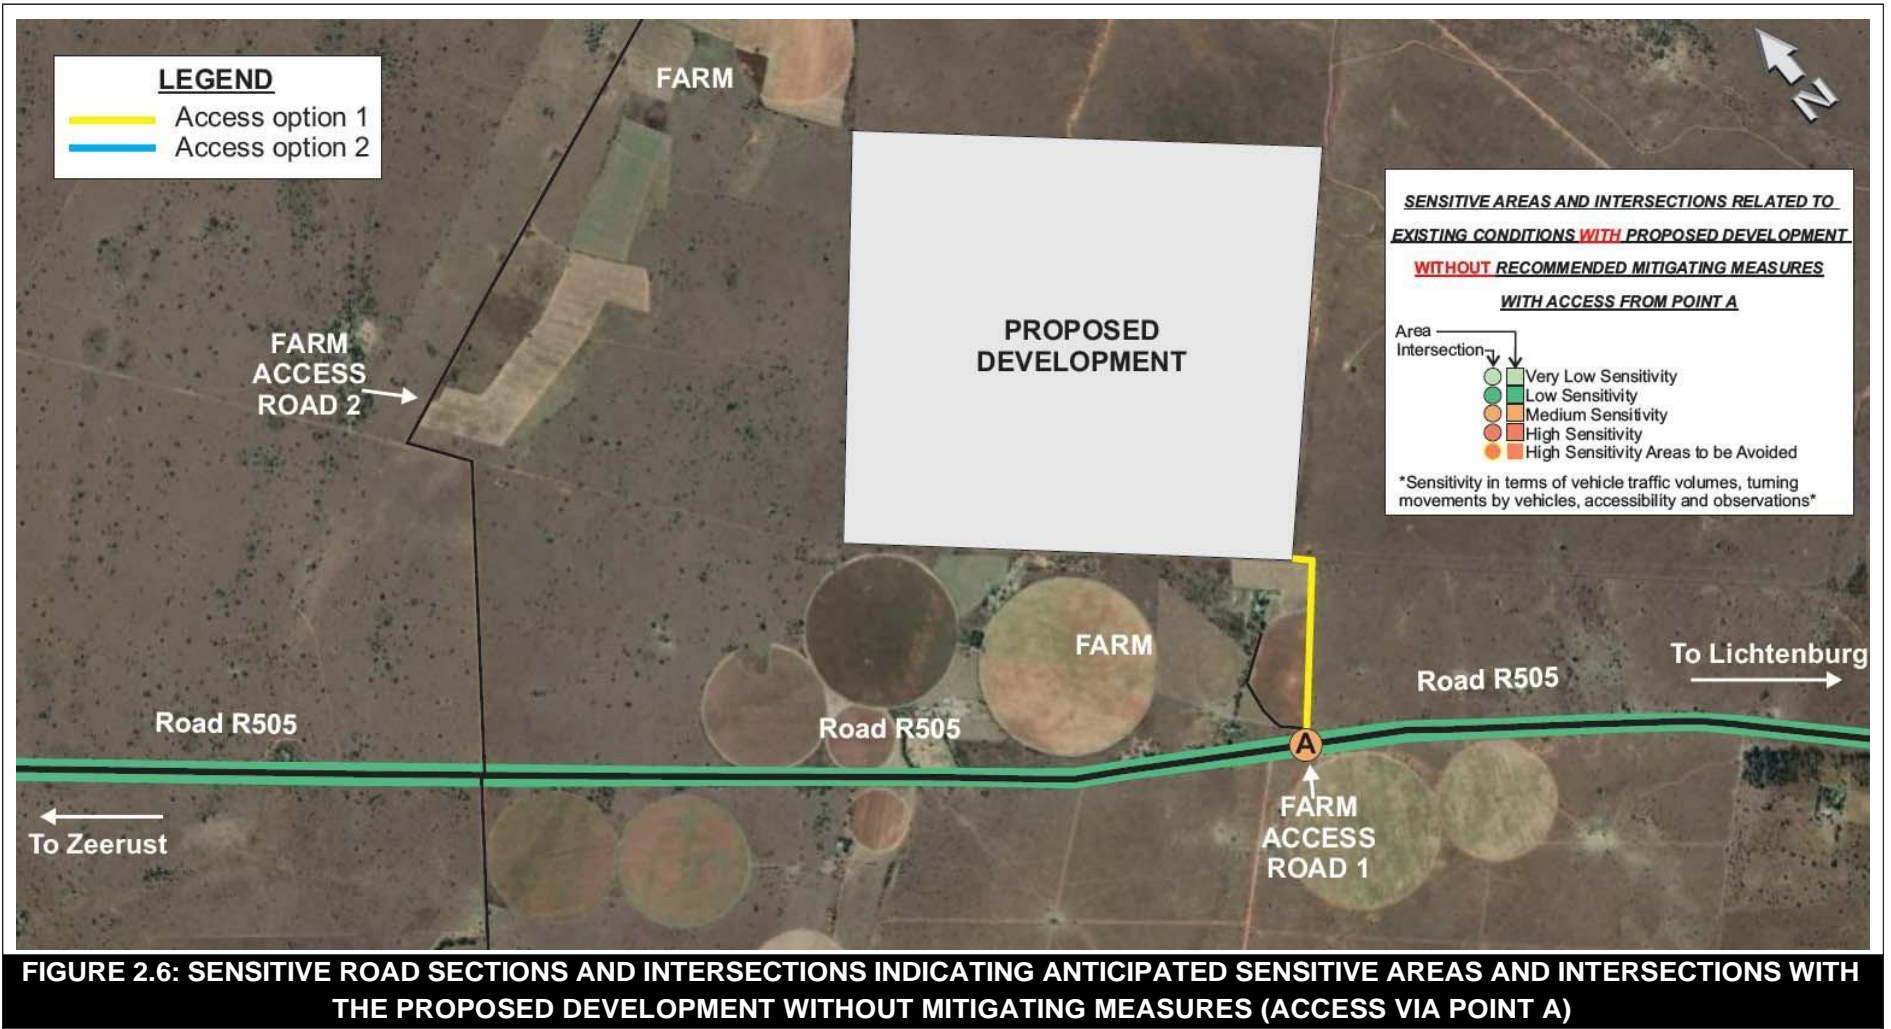 LEGEND
Access option 1
Access option 2
FARM
N
PROPOSED
DEVELOPMENT
SENSITIVE AREAS AND INTERSECTIONS RELATED TO
EXISTING CONDITIONS WITH PROPOSED DEVELOPMENT
WITHOUT RECOMMENDED MITIGATING MEASURES
WITH ACCESS FROM POINT A
Area
Intersection
Very Low Sensitivity
Low Sensitivity
Medium Sensitivity
High Sensitivity
High Sensitivity Areas to be Avoided
*Sensitivity in terms of vehicle traffic volumes, turning
movements by vehicles, accessibility and observations*
FARM
ACCESS
ROAD 2
FARM
To Lichtenburg
Road R505
Road R505
Road R505
A
To Zeerust
FARM
ACCESS
ROAD 1
FIGURE 2.6: SENSITIVE ROAD SECTIONS AND INTERSECTIONS INDICATING ANTICIPATED SENSITIVE AREAS AND INTERSECTIONS WITH
THE PROPOSED DEVELOPMENT WITHOUT MITIGATING MEASURES (ACCESS VIA POINT A)